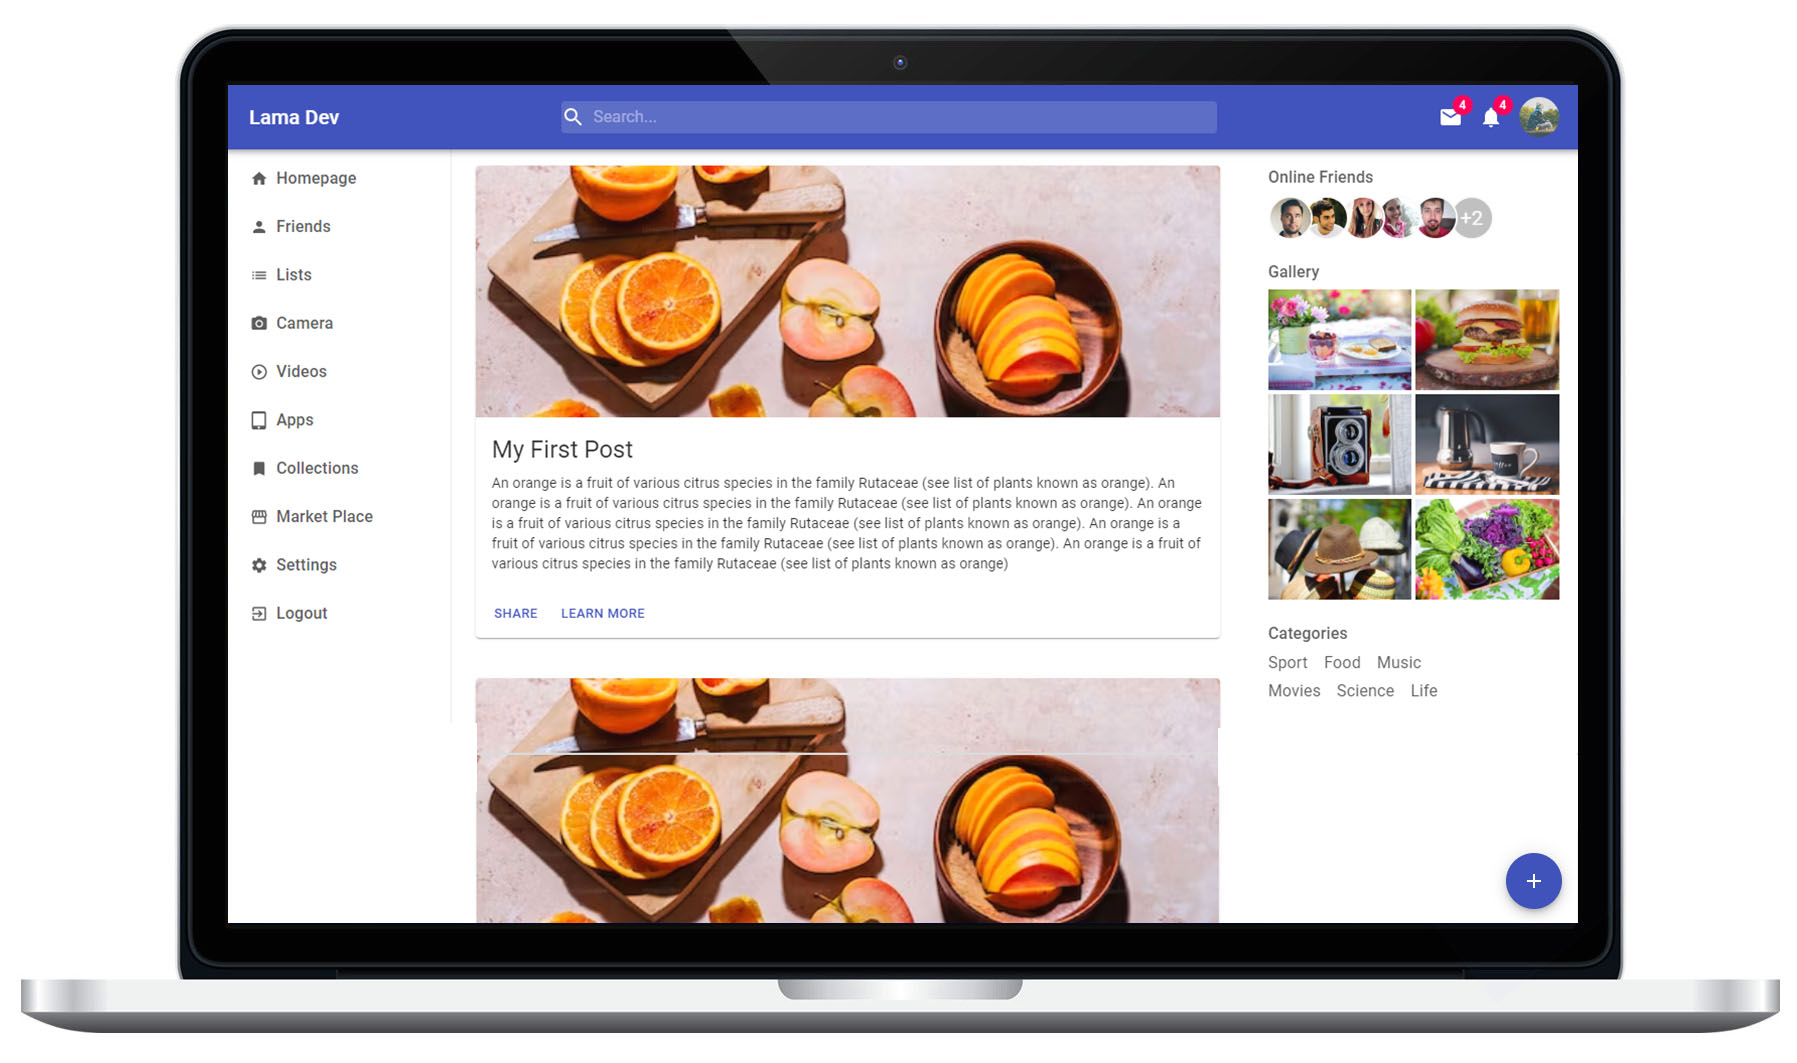 Lama Dev
Search...
4
4
Homepage
Friends
Lists
Camera
Videos
Apps
Collections
Market Place
Settings
Logout
My First Post
An orange is a fruit of various citrus species in the family Rutaceae (see list of plants known as orange). An
orange is a fruit of various citrus species in the family Rutaceae (see list of plants known as orange). An orange
is a fruit of various citrus species in the family Rutaceae (see list of plants known as orange). An orange is a
fruit of various citrus species in the family Rutaceae (see list of plants known as orange). An orange is a fruit of
various citrus species in the family Rutaceae (see list of plants known as orange)
SHARE LEARN MORE
Online Friends
+2
Gallery
Categories
Sport Food Music
Movies Science Life